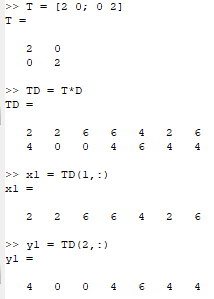 >> T = [2 0; 0 2]
T =
2 0
0 2
>> TD = T*D
TD =
2 2 6 6 4 2 6
4 0 0 4 6 4 4
>> x1 = TD(1,:)
x1 =
2 2 6 6 4 2 6
>> y1 = TD(2,:)
y1 =
4 0 0 4 6 4 4